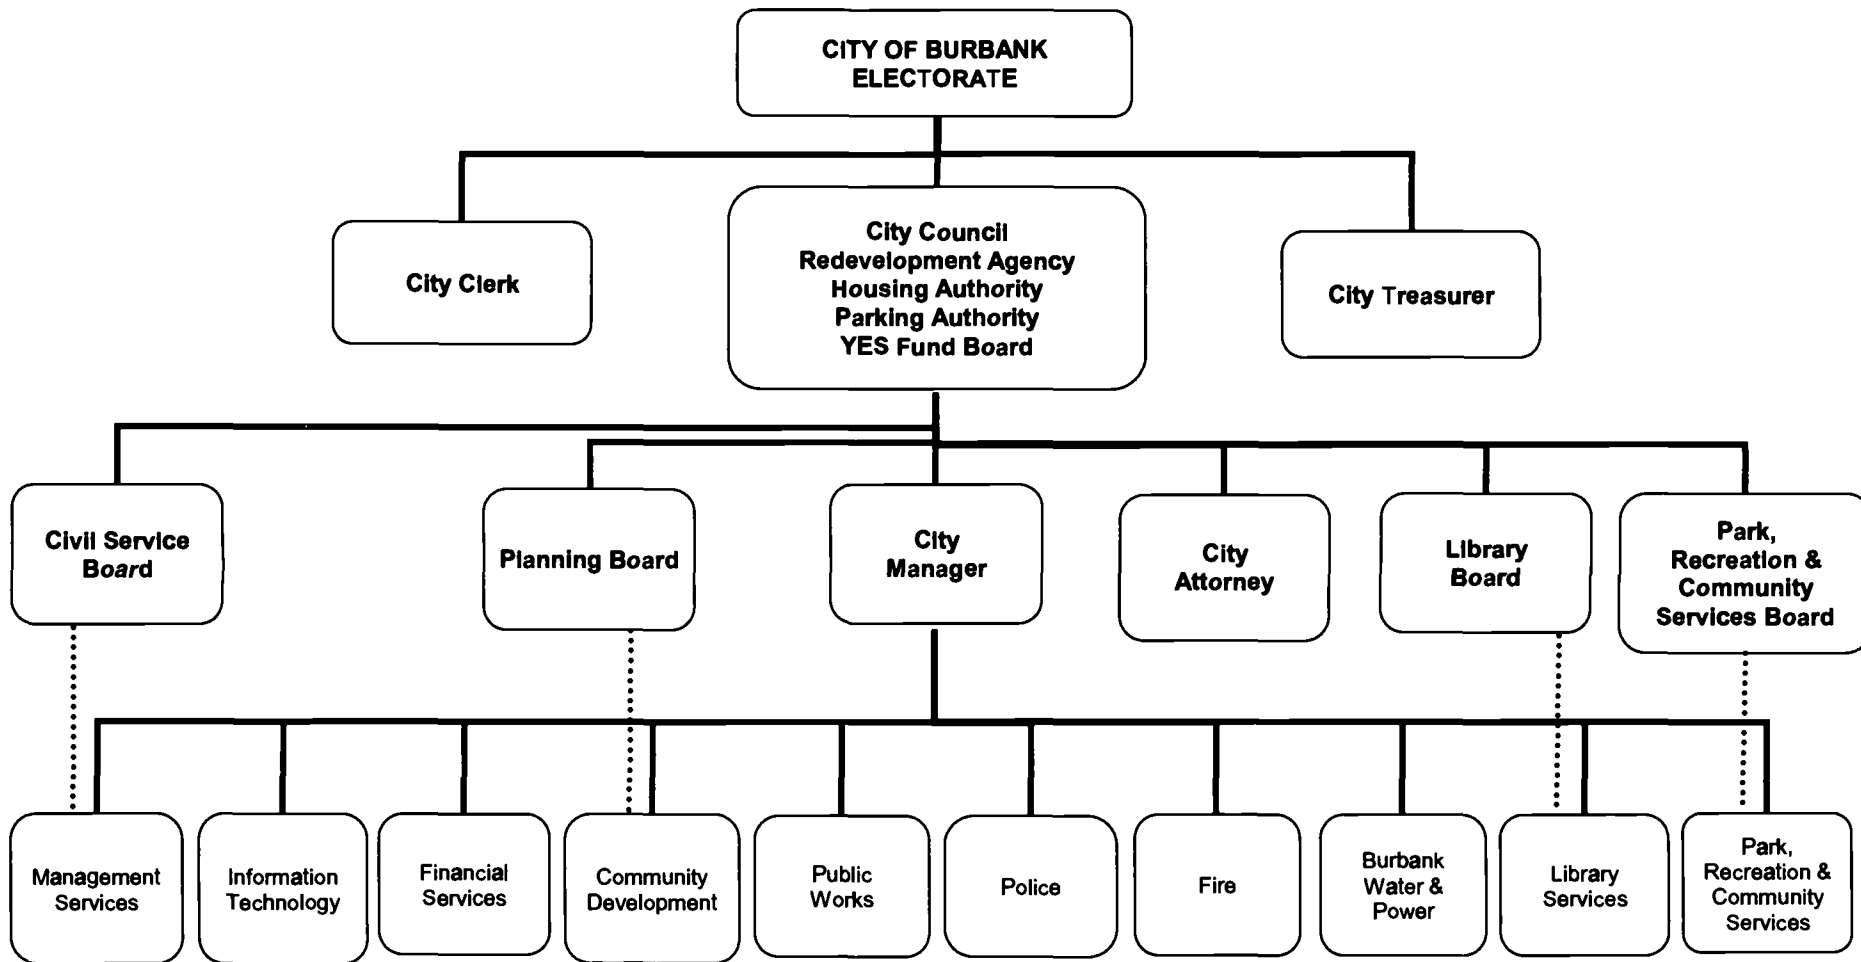 CITY OF BURBANK
ELECTORATE
City Clerk
City Council
Redevelopment Agency
Housing Authority
Parking Authority
YES Fund Board
City Treasurer
Civil Service
Board
Planning Board
City
Manager
City
Attorney
Library
Board
Park,
Recreation &
Community
Services Board
Management
Services
Information
Technology
Financial
Services
Community
Development
Public
Works
Police
Fire
Burbank
Water &
Power
Library
Services
Park,
Recreation &
Community
Services